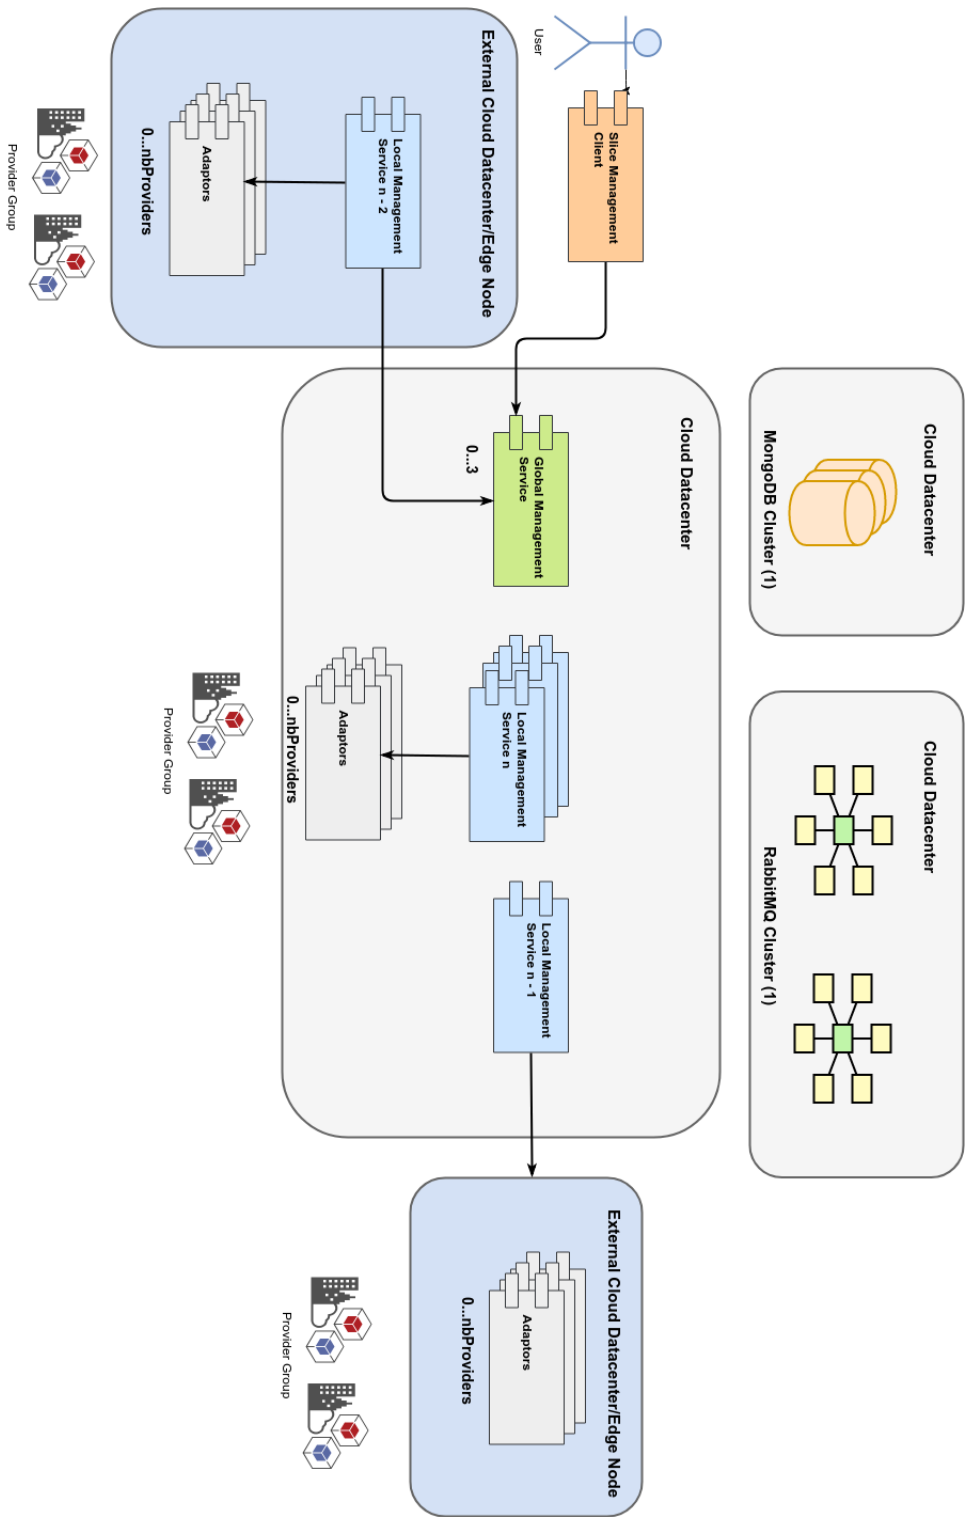 Cloud Datacenter
MongoDB Cluster (1)
Cloud Datacenter
RabbitMQ Cluster (1)
User
Slice Management
Client
External Cloud Datacenter/Edge Node
Local Management
Service n - 2
Adaptors
0...nbProviders
Provider Group
Cloud Datacenter
Global Management
Service
0...3
Local Management
Service n
Adaptors
0...nbProviders
Provider Group
Local Management
Service n - 1
External Cloud Datacenter/Edge Node
Adaptors
0...nbProviders
Provider Group